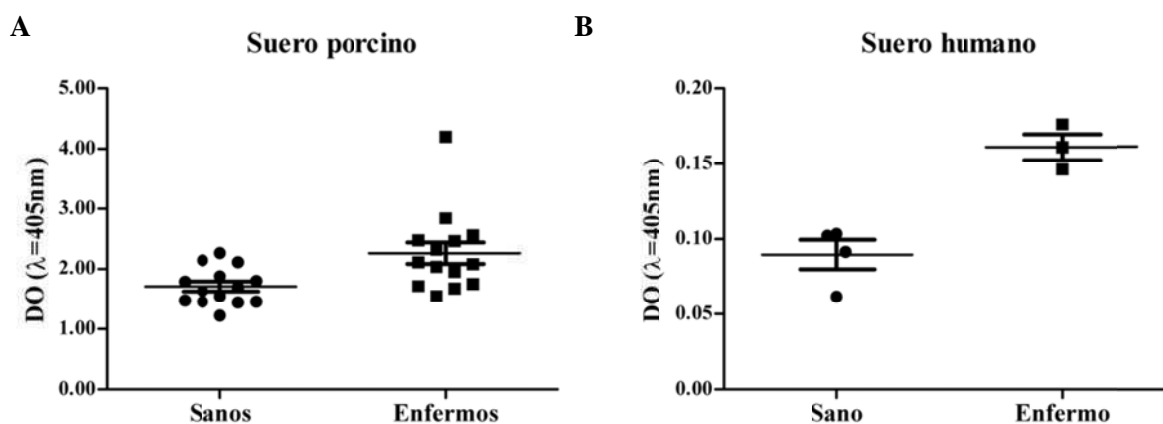 A
Suero porcino
DO (λ=405nm)
5.00
4.00
3.00
2.00
1.00
0.00
Sanos Enfermos
B
Suero humano
DO (λ=405nm)
0.20
0.15
0.10
0.05
0.00
Sano Enfermo